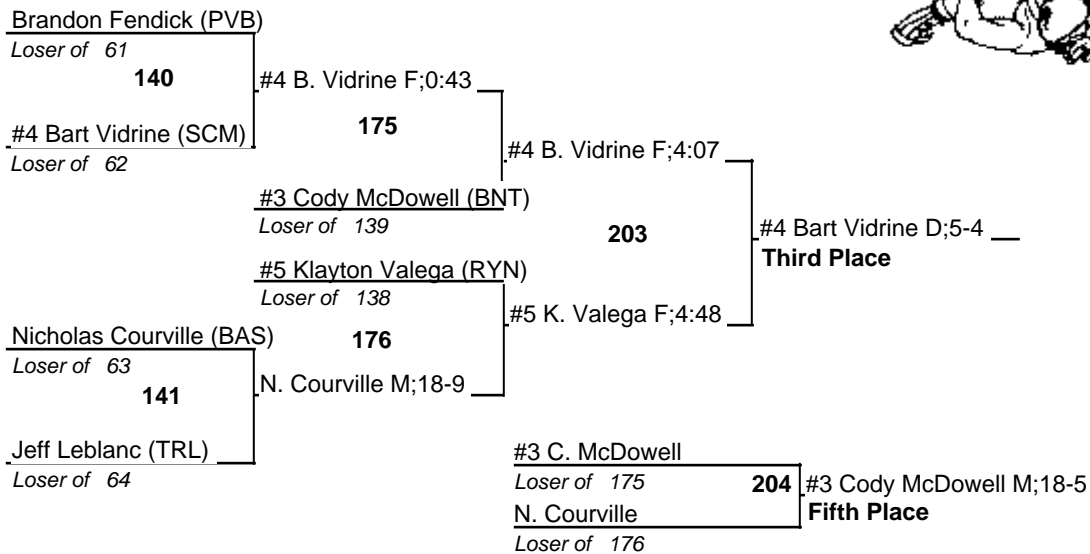 Brandon Fendick (PVB)
Loser of 61
140
#4 B. Vidrine F;0:43
#4 Bart Vidrine (SCM)
Loser of 62
175
#4 B. Vidrine F;4:07
#3 Cody McDowell (BNT)
Loser of 139
203
#4 Bart Vidrine D;5-4
Third Place
#5 Klayton Valega (RYN)
Loser of 138
#5 K. Valega F;4:48
Nicholas Courville (BAS)
Loser of 63
176
141
N. Courville M;18-9
Jeff Leblanc (TRL)
Loser of 64
#3 C. McDowell
Loser of 175
204
#3 Cody McDowell M;18-5
Fifth Place
N. Courville
Loser of 176